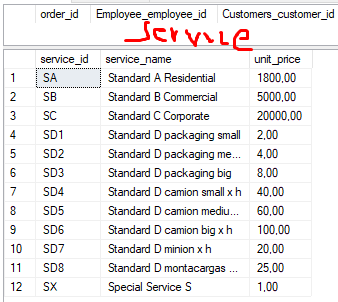 order_id Employee_employee_id Customers_customer_id
service
service_id service_name unit_price
1 SA Standard A Residential 1800,00
2 SB Standard B Commercial 5000,00
3 SC Standard C Corporate 20000,00
4 SD1 Standard D packaging small 2,00
5 SD2 Standard D packaging me... 4,00
6 SD3 Standard D packaging big 8,00
7 SD4 Standard D camion small x h 40,00
8 SD5 Standard D camion mediu... 60,00
9 SD6 Standard D camion big x h 100,00
10 SD7 Standard D minion x h 20,00
11 SD8 Standard D montacargas ... 25,00
12 SX Special Service S 1,00